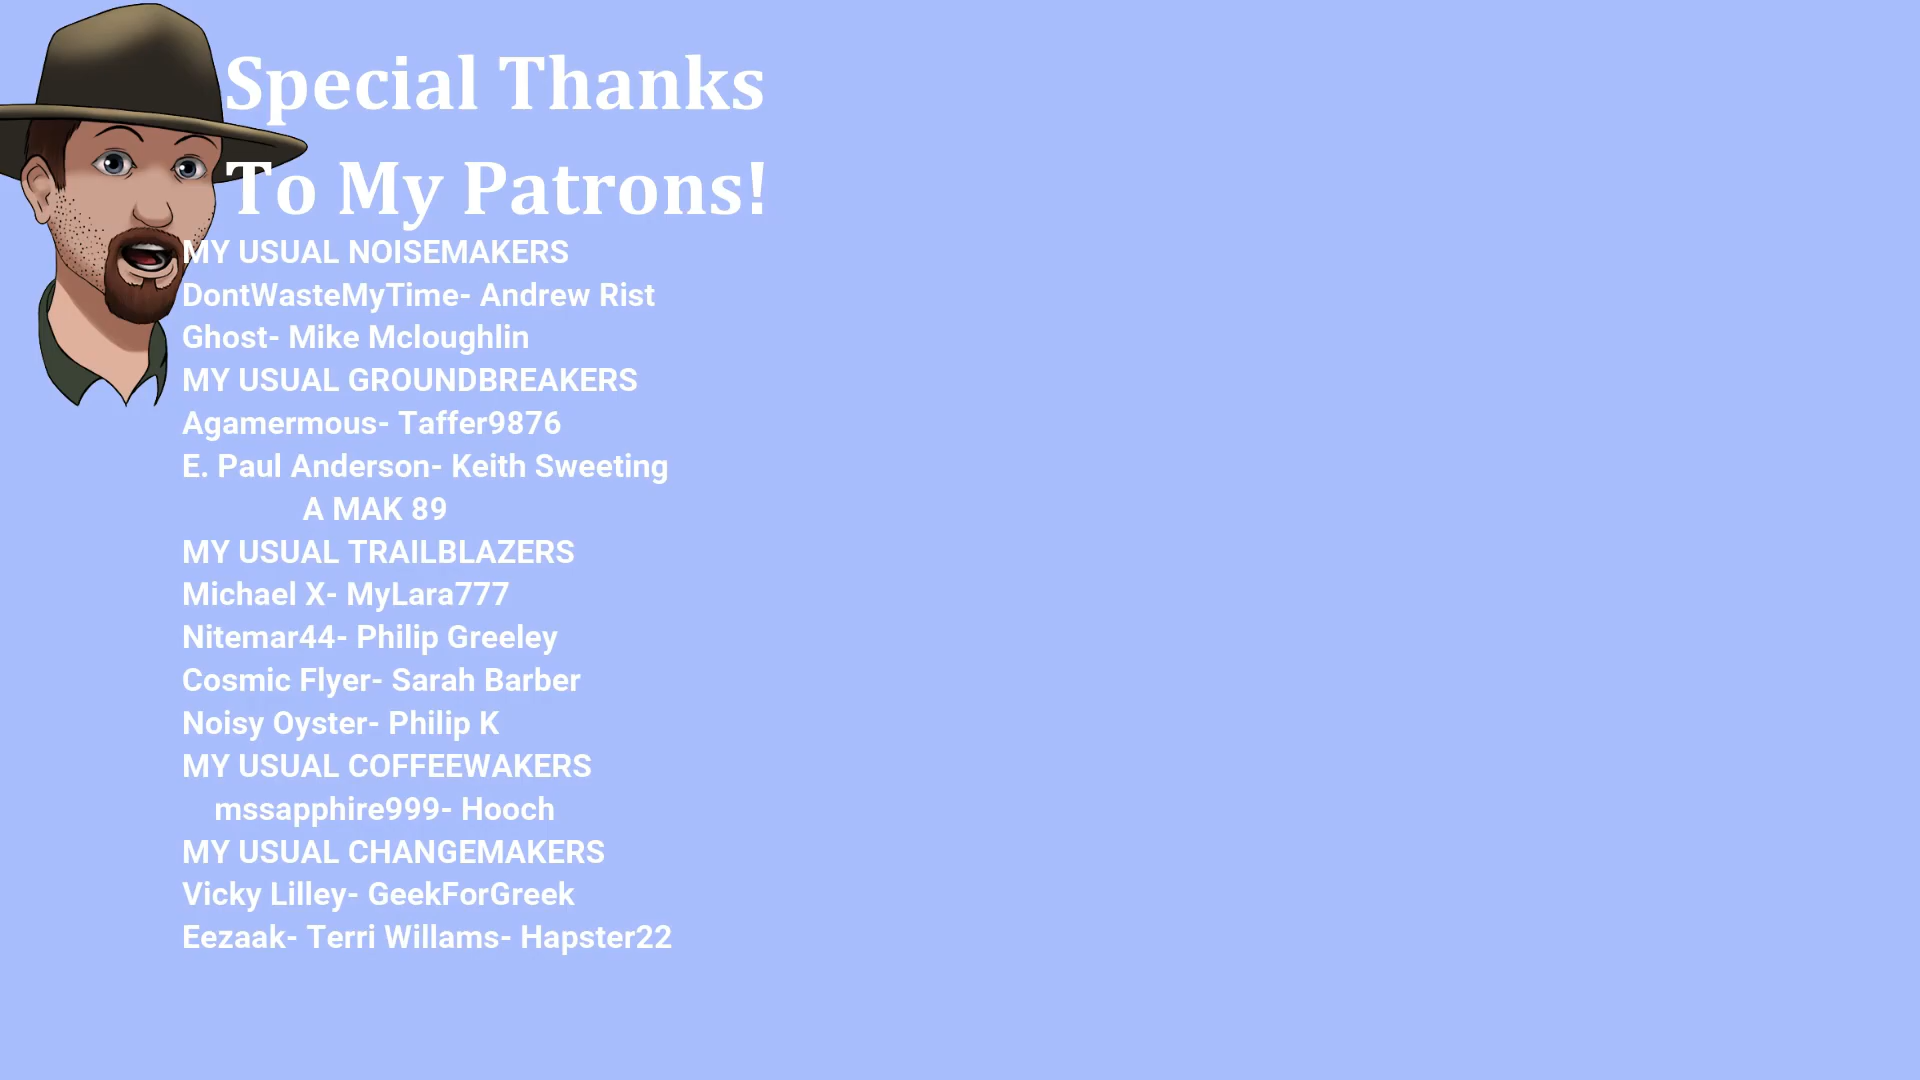 Special Thanks
To My Patrons!
MY USUAL NOISEMAKERS
DontWasteMyTime- Andrew Rist
Ghost- Mike Mcloughlin
MY USUAL GROUNDBREAKERS
Agamermous- Taffer9876
E. Paul Anderson- Keith Sweeting
A MAK 89
MY USUAL TRAILBLAZERS
Michael X- MyLara777
Nitemar44- Philip Greeley
Cosmic Flyer- Sarah Barber
Noisy Oyster- Philip K
MY USUAL COFFEEWAKERS
mssapphire999- Hooch
MY USUAL CHANGEMAKERS
Vicky Lilley- GeekForGreek
Eezaak- Terri Willams- Hapster22